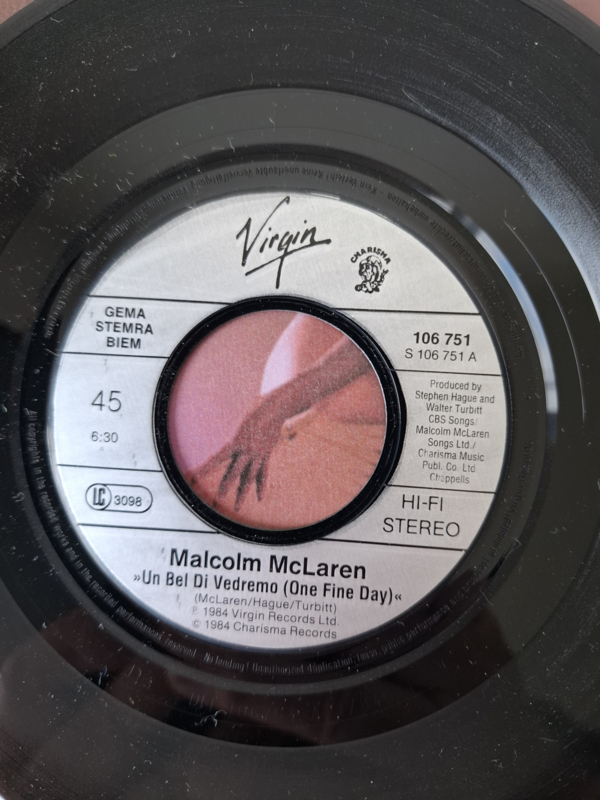 Virgin
CHARISMA
GEMA
STEMRA
BIEM
106 751
S 106 751 A
45
6:30
LC 3098
Produced by
Stephen Hague and
Walter Turbitt
CBS Songs/
Malcolm McLaren
Songs Ltd./
Charisma Music
Publ. Co. Ltd
Chappells
HI-FI
STEREO
Malcolm McLaren
»Un Bel Di Vedremo (One Fine Day)«
(McLaren/Hague/Turbitt)
℗ 1984 Virgin Records Ltd.
© 1984 Charisma Records